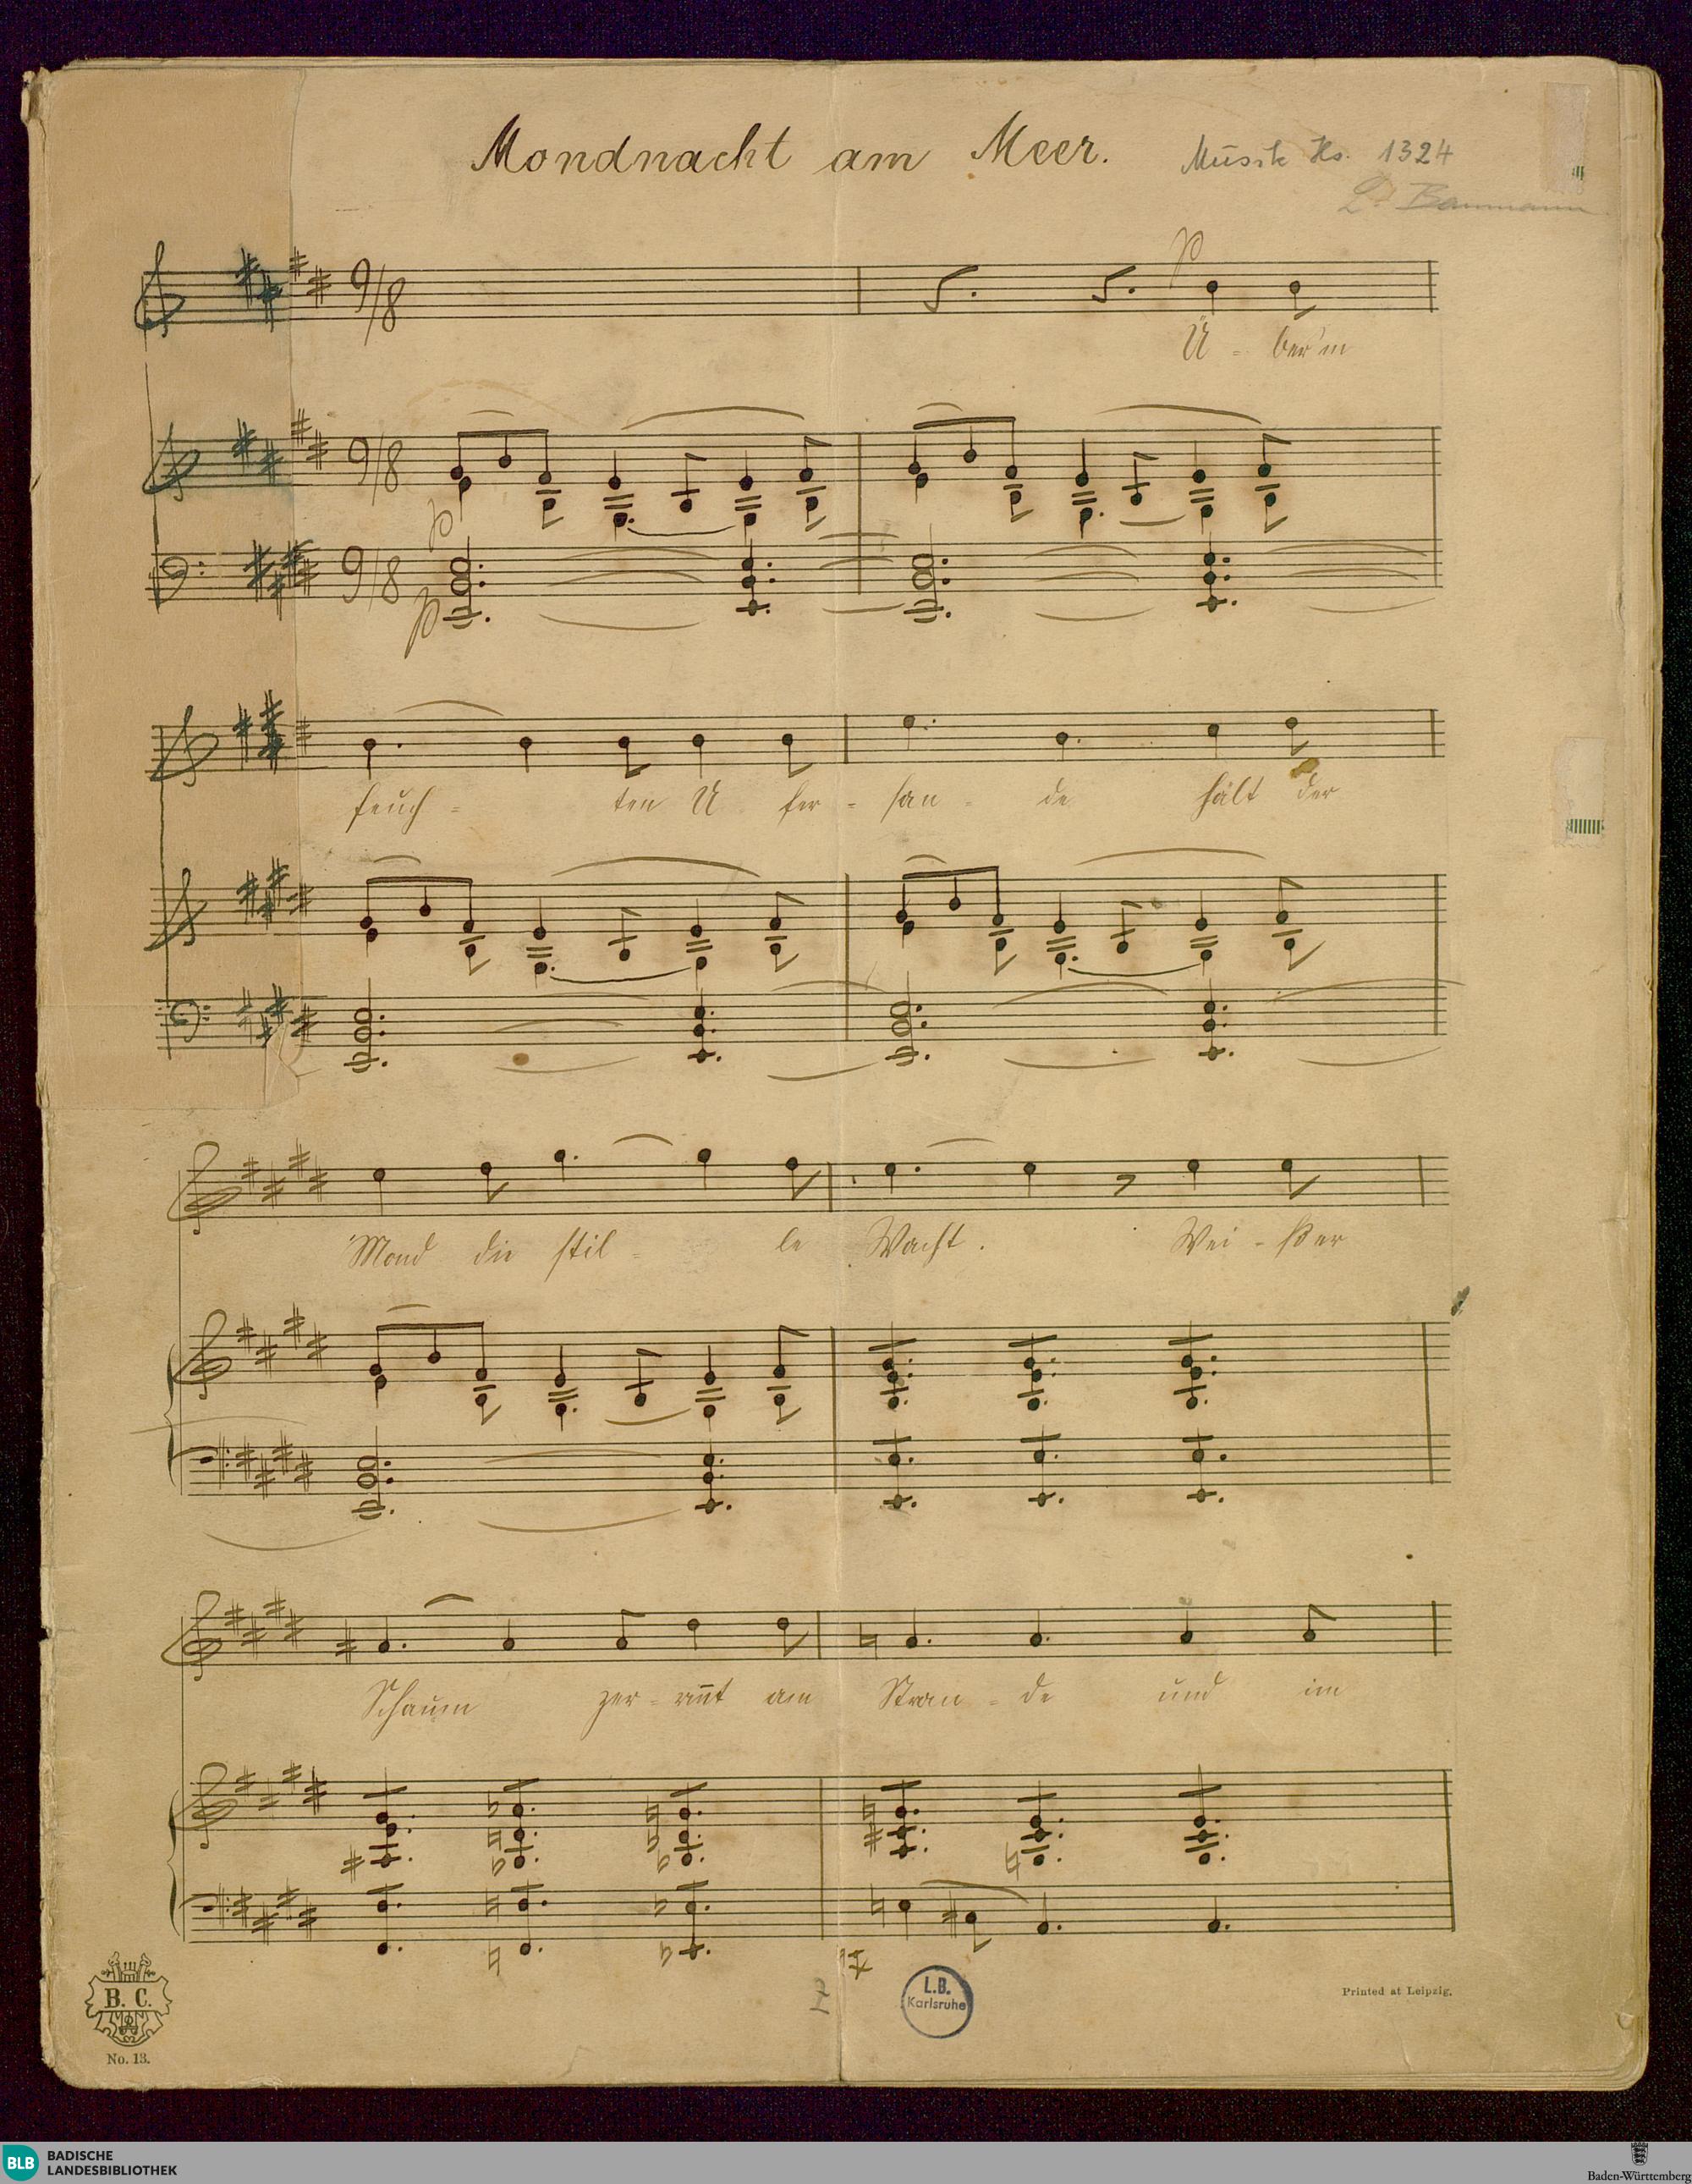 Mondnacht am Meer.
Musik Hs. 1324
L. Baumann
9/8
p
Ü - ber'm
9/8
p
9/8
p
feuch - ten U fer - san - de hält der
Mond die stil - le Wacht. Wei - ßer
Schaum zer - rin̄t am Stran - de und im
B. C.
No. 13.
L.B.
Karlsruhe
Printed at Leipzig.
BLB
BADISCHE
LANDESBIBLIOTHEK
Baden-Württemberg